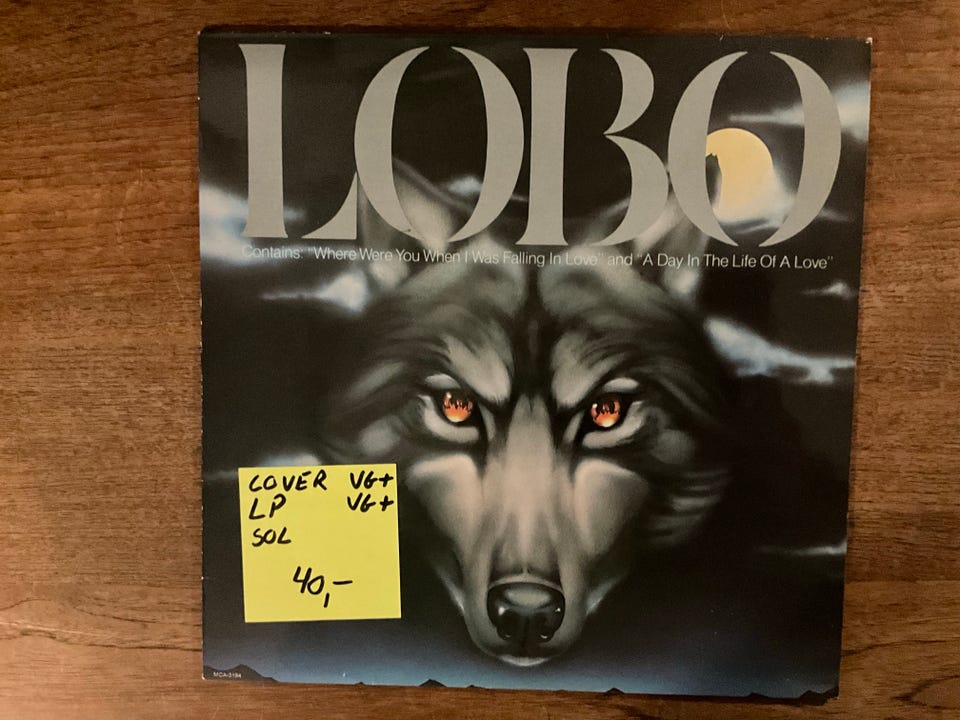 LOBO
Contains: "Where Were You When I Was Falling In Love" and "A Day In The Life Of A Love"
COVER VG+
LP VG+
SOL
40,-
MCA-3194